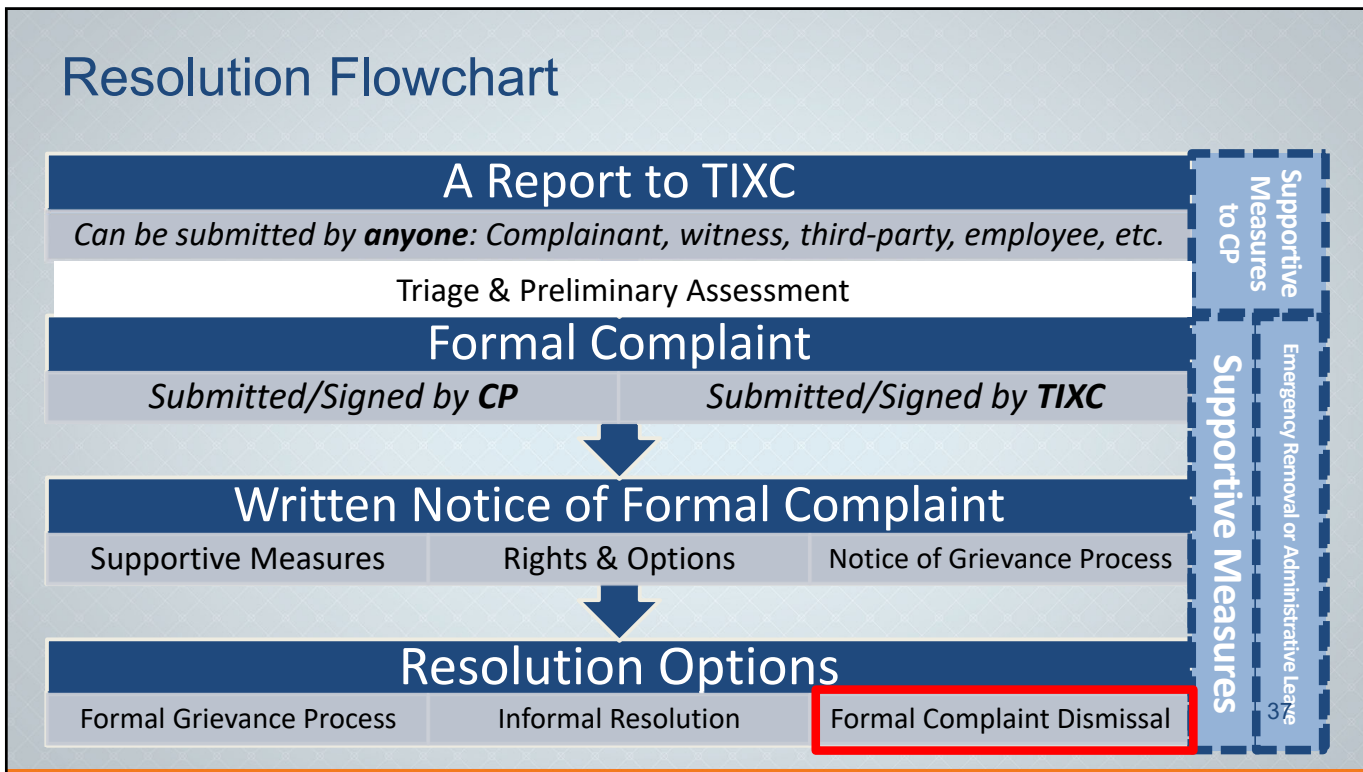 Resolution Flowchart
A Report to TIXC
Can be submitted by anyone: Complainant, witness, third-party, employee, etc.
Triage & Preliminary Assessment
Formal Complaint
Submitted/Signed by CP
Submitted/Signed by TIXC
Written Notice of Formal Complaint
Supportive Measures
Rights & Options
Notice of Grievance Process
Resolution Options
Formal Grievance Process
Informal Resolution
Formal Complaint Dismissal
Supportive
Measures
to CP
Supportive Measures
Emergency Removal or Administrative Leave
37